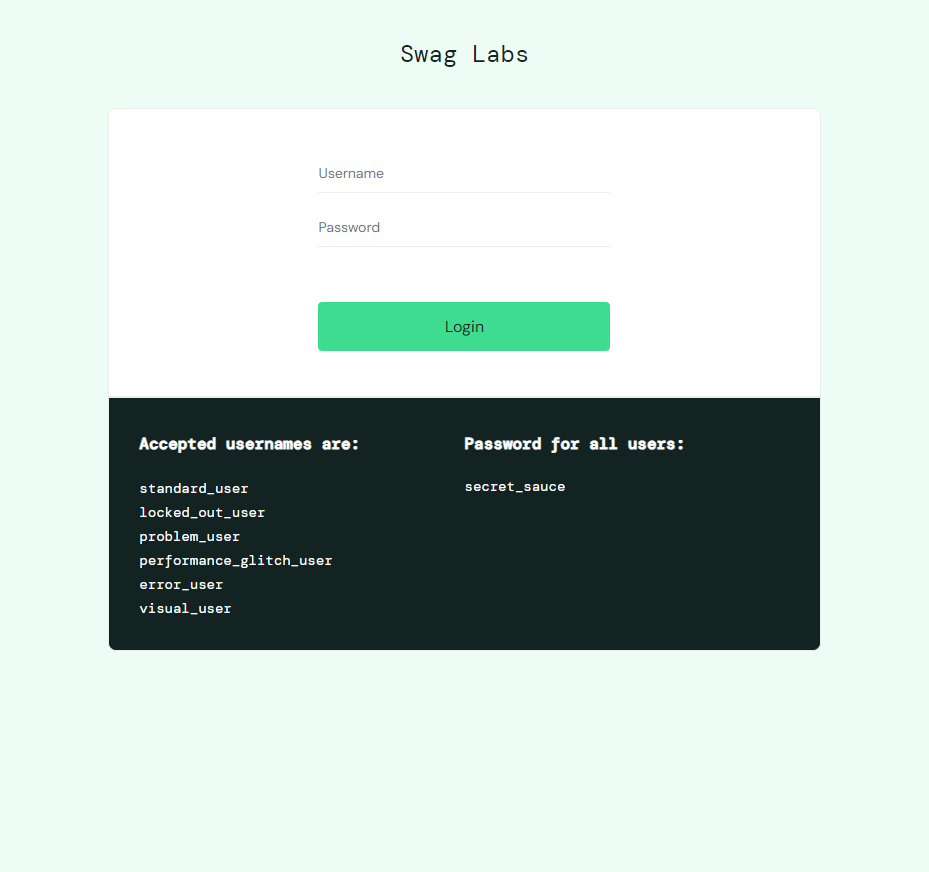 Swag Labs
Username
Password
Login
Accepted usernames are:
standard_user
locked_out_user
problem_user
performance_glitch_user
error_user
visual_user
Password for all users:
secret_sauce